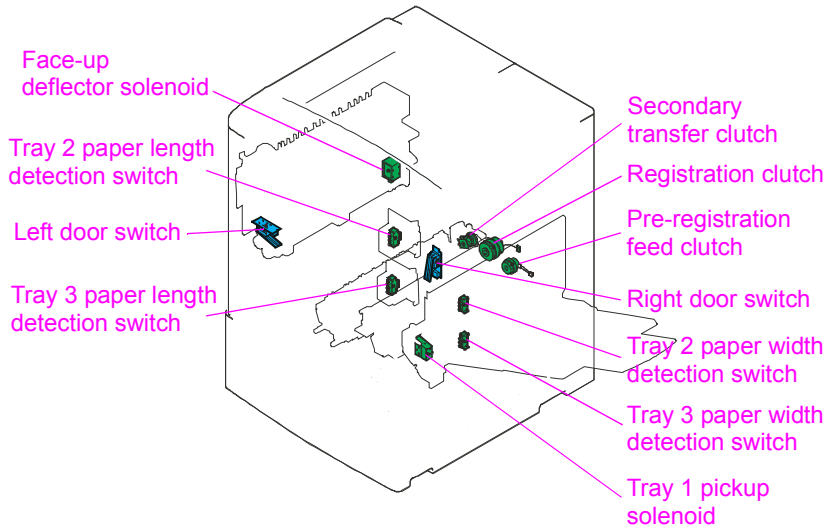 Face-up
deflector solenoid
Tray 2 paper length
detection switch
Left door switch
Tray 3 paper length
detection switch
Secondary
transfer clutch
Registration clutch
Pre-registration
feed clutch
Right door switch
Tray 2 paper width
detection switch
Tray 3 paper width
detection switch
Tray 1 pickup
solenoid